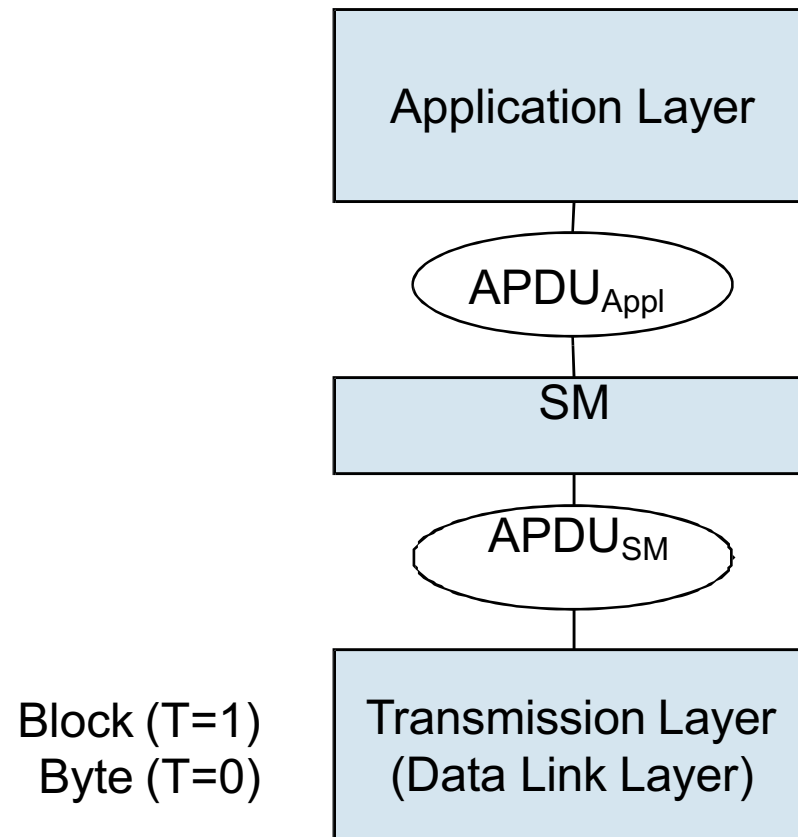 Application Layer
APDUAppl
SM
APDUSM
Block (T=1)
Byte (T=0)
Transmission Layer
(Data Link Layer)